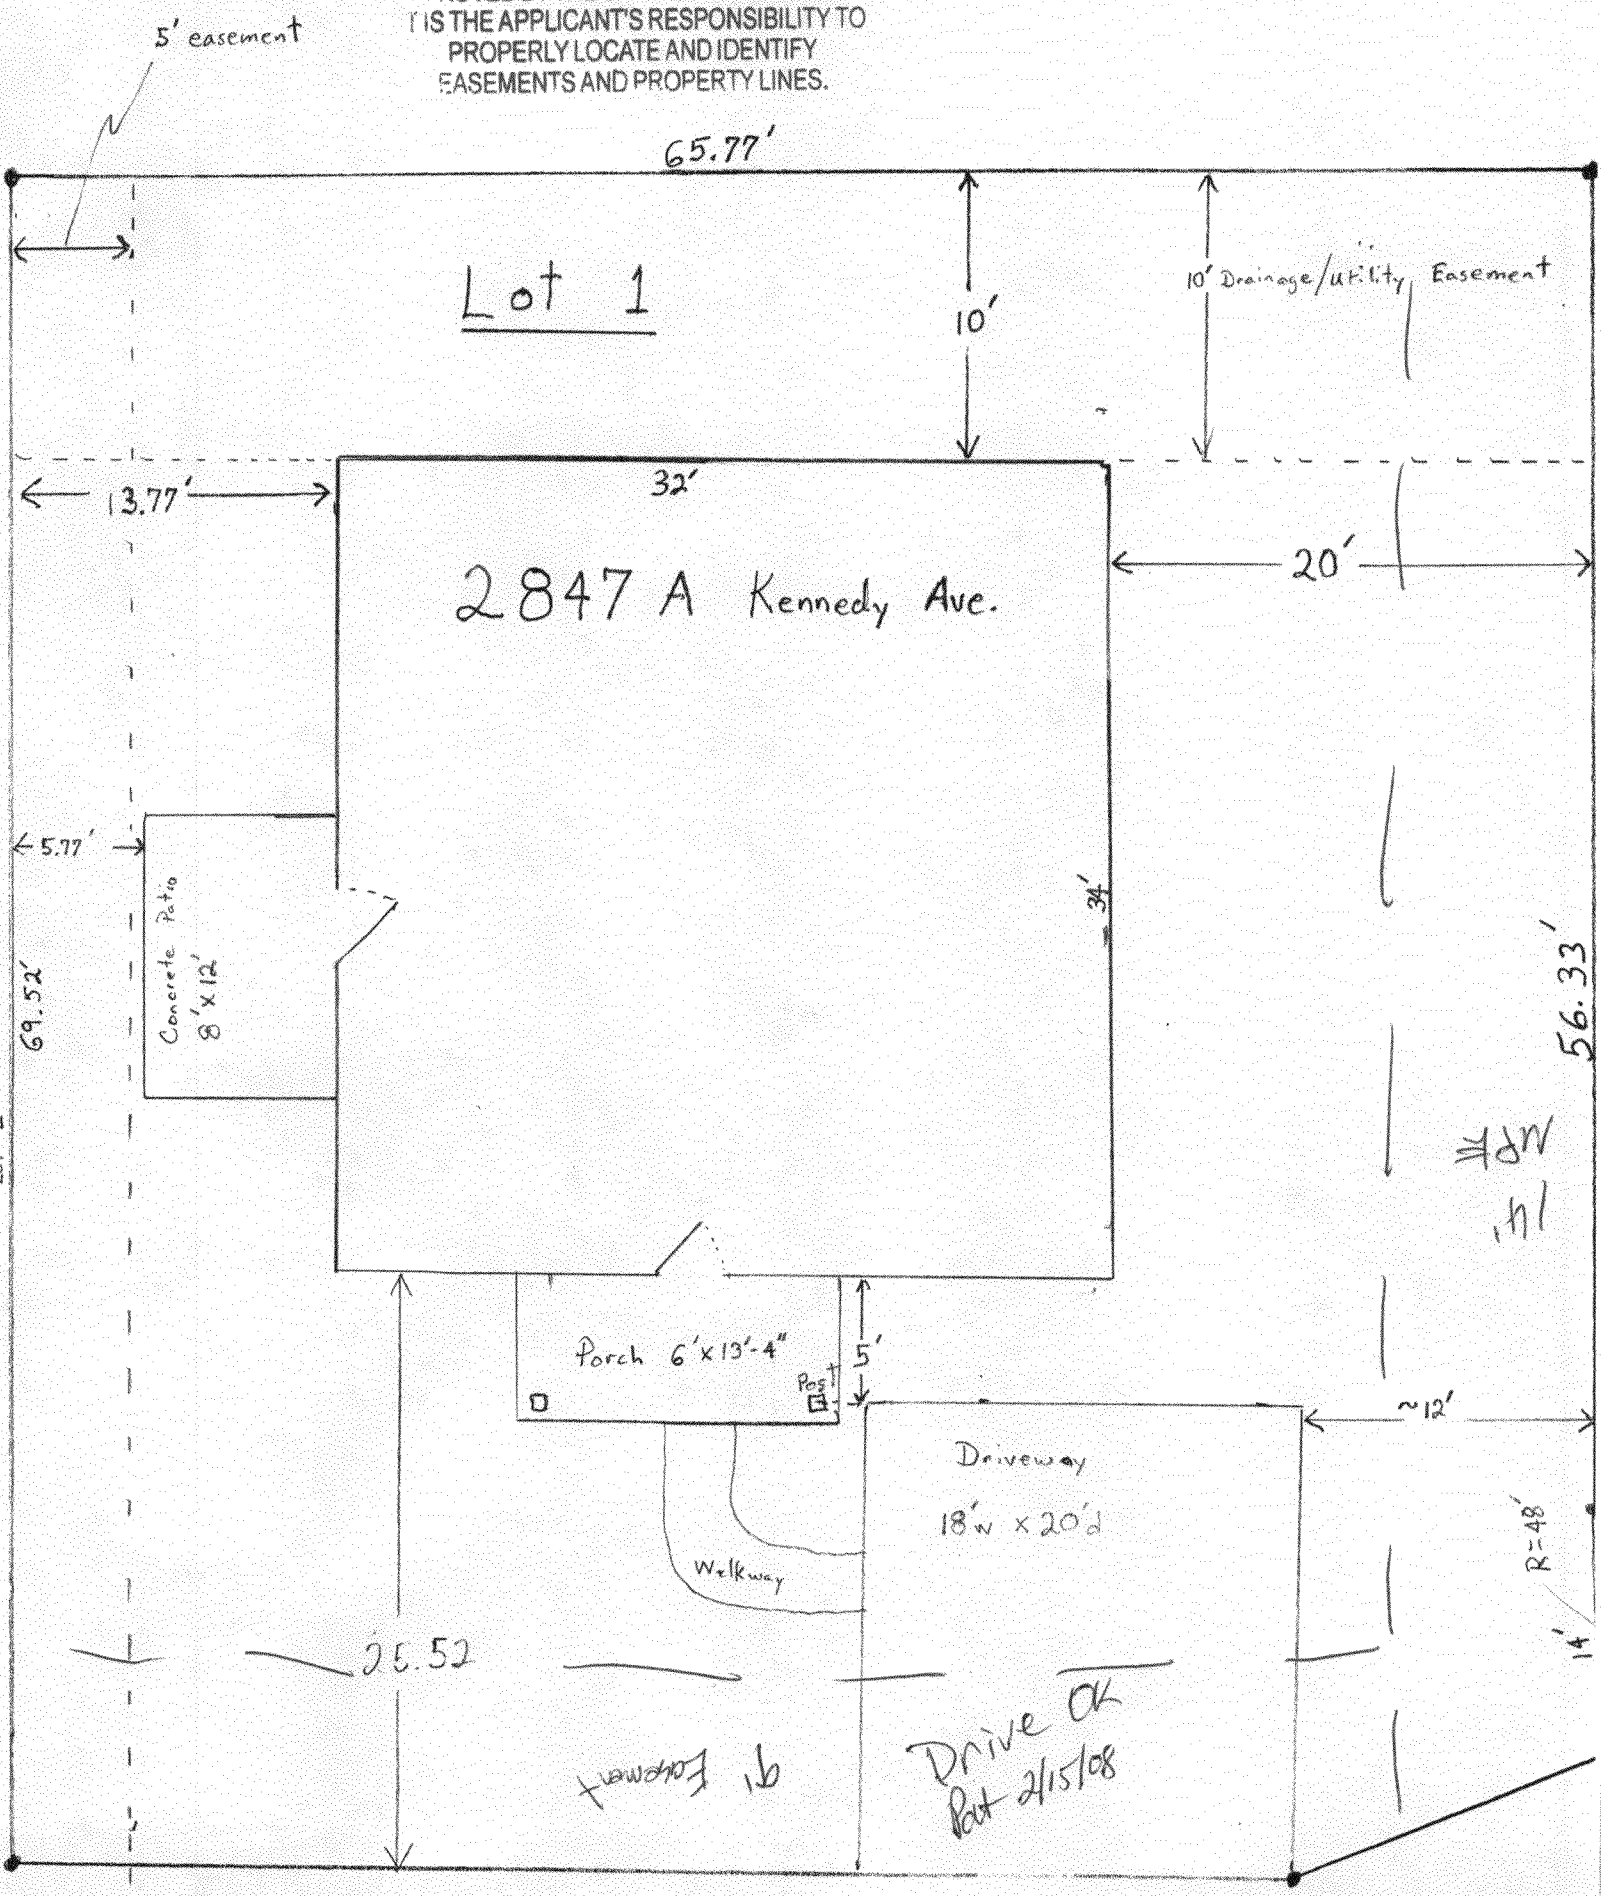 5' easement
IS THE APPLICANT'S RESPONSIBILITY TO
PROPERLY LOCATE AND IDENTIFY
EASEMENTS AND PROPERTY LINES.
65.77'
Lot 1
10'
10' Drainage/utility Easement
13.77'
32'
20'
2847 A Kennedy Ave.
5.77'
Concrete Patio
8'x12'
34'
69.52'
56.33'
14'
Porch 6'x13'-4"
Post
5'
~12'
Driveway
18'w x 20'd
R=48'
Walkway
14'
25.52
Drive OK
Pat 2/15/08
9' Easement